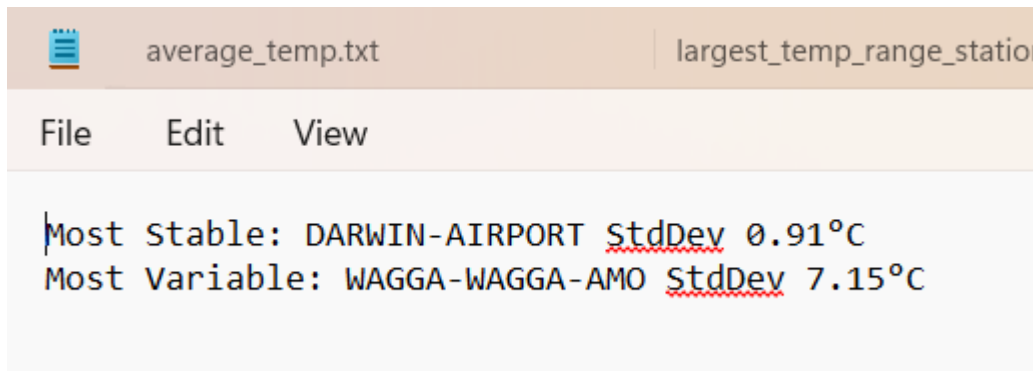 average_temp.txt largest_temp_range_statio
File Edit View
Most Stable: DARWIN-AIRPORT StdDev 0.91°C
Most Variable: WAGGA-WAGGA-AMO StdDev 7.15°C